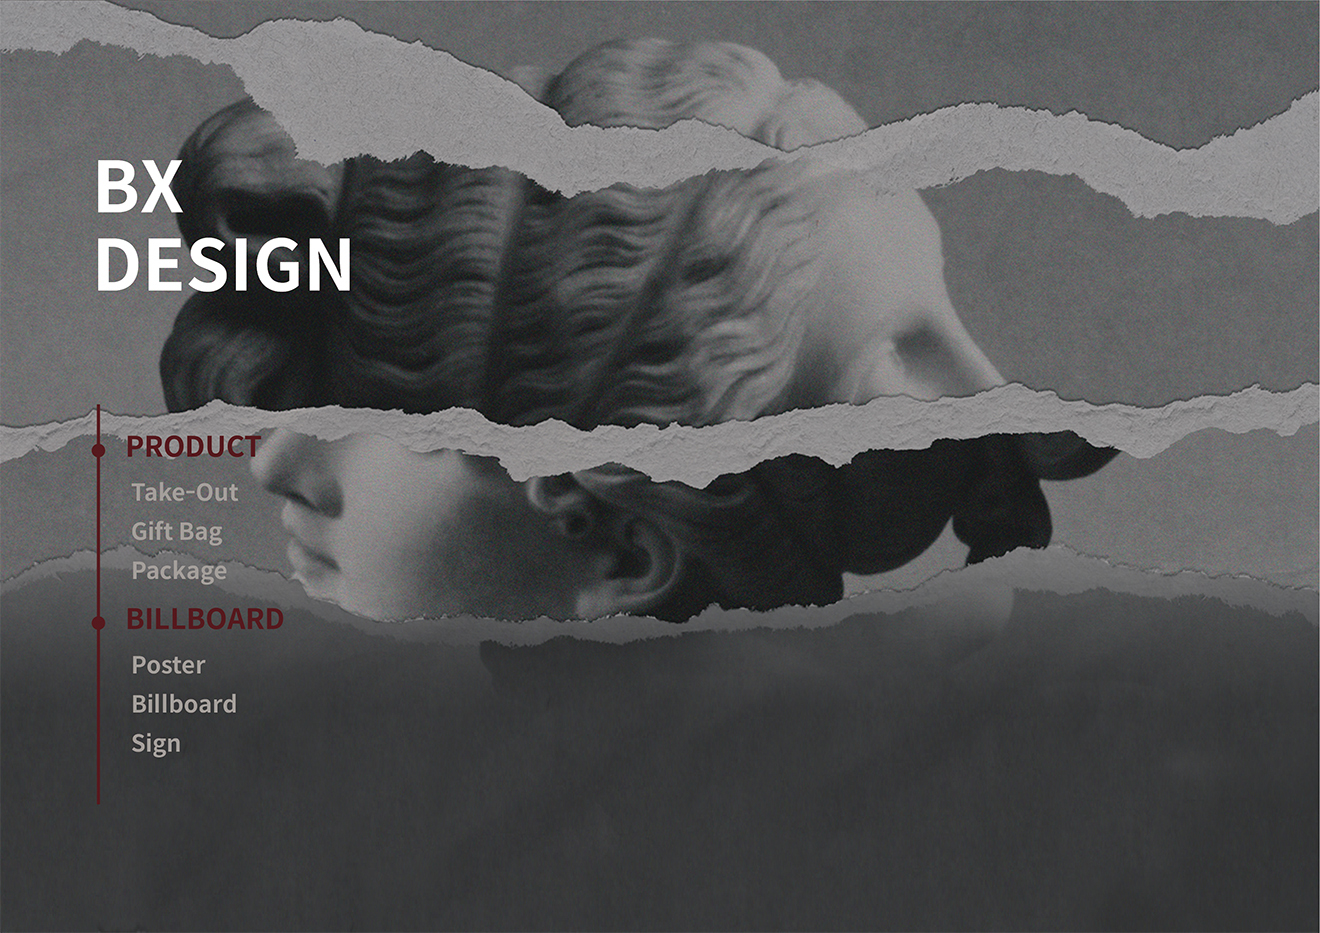 BX
DESIGN
PRODUCT
Take-Out
Gift Bag
Package
BILLBOARD
Poster
Billboard
Sign